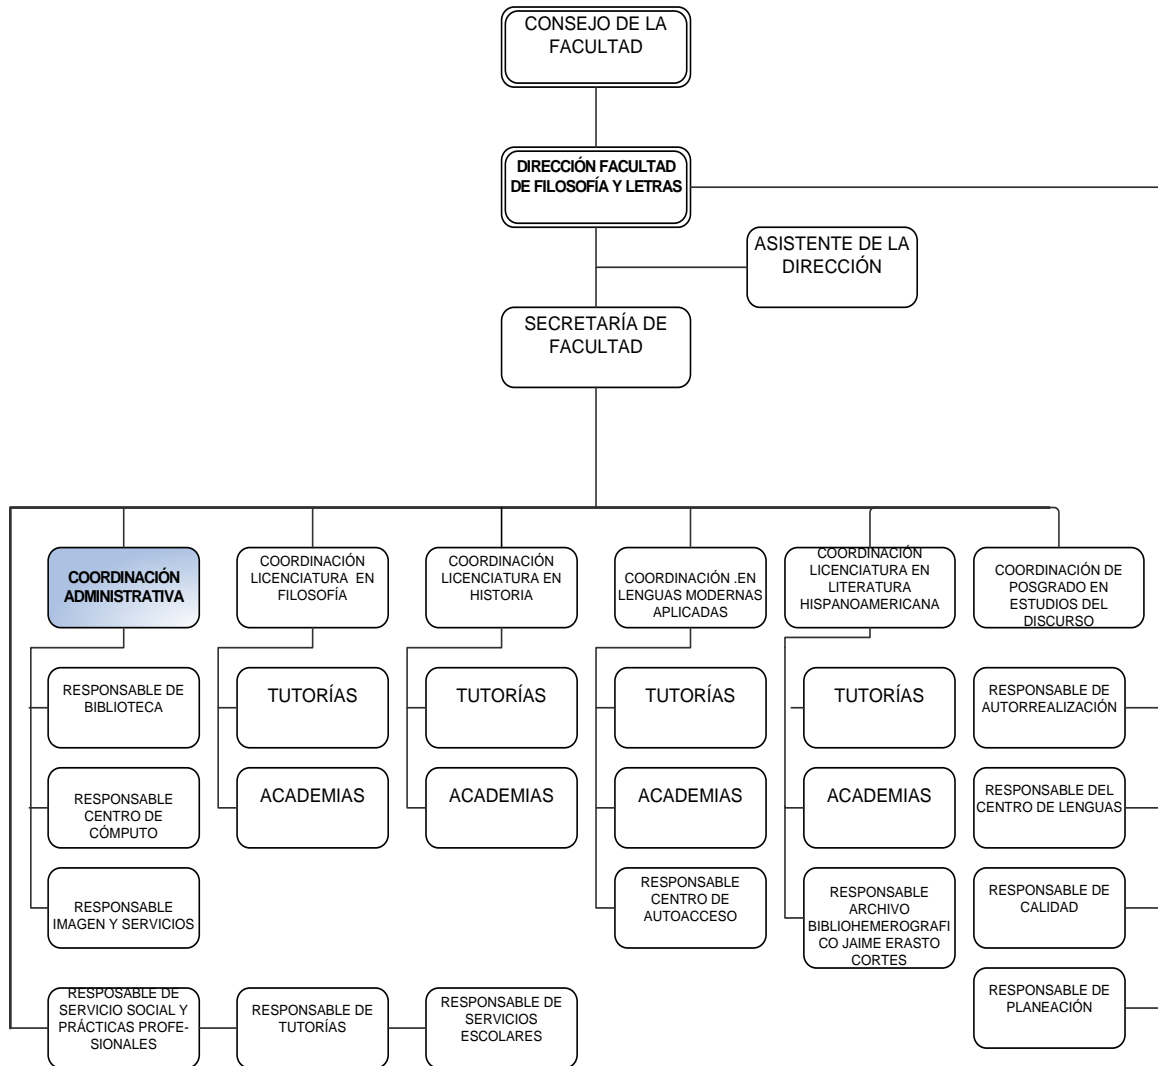 CONSEJO DE LA
FACULTAD
DIRECCIÓN FACULTAD
DE FILOSOFÍA Y LETRAS
ASISTENTE DE LA
DIRECCIÓN
SECRETARÍA DE
FACULTAD
COORDINACIÓN
ADMINISTRATIVA
COORDINACIÓN
LICENCIATURA EN
FILOSOFÍA
COORDINACIÓN
LICENCIATURA EN
HISTORIA
COORDINACIÓN .EN
LENGUAS MODERNAS
APLICADAS
COORDINACIÓN
LICENCIATURA EN
LITERATURA
HISPANOAMERICANA
COORDINACIÓN DE
POSGRADO EN
ESTUDIOS DEL
DISCURSO
RESPONSABLE DE
BIBLIOTECA
TUTORÍAS
TUTORÍAS
TUTORÍAS
TUTORÍAS
RESPONSABLE DE
AUTORREALIZACIÓN
RESPONSABLE
CENTRO DE
CÓMPUTO
ACADEMIAS
ACADEMIAS
ACADEMIAS
ACADEMIAS
RESPONSABLE DEL
CENTRO DE LENGUAS
RESPONSABLE
IMAGEN Y SERVICIOS
RESPONSABLE
CENTRO DE
AUTOACCESO
RESPONSABLE
ARCHIVO
BIBLIOHEMEROGRAFI
CO JAIME ERASTO
CORTES
RESPONSABLE DE
CALIDAD
RESPOSABLE DE
SERVICIO SOCIAL Y
PRÁCTICAS PROFE-
SIONALES
RESPONSABLE DE
TUTORÍAS
RESPONSABLE DE
SERVICIOS
ESCOLARES
RESPONSABLE DE
PLANEACIÓN